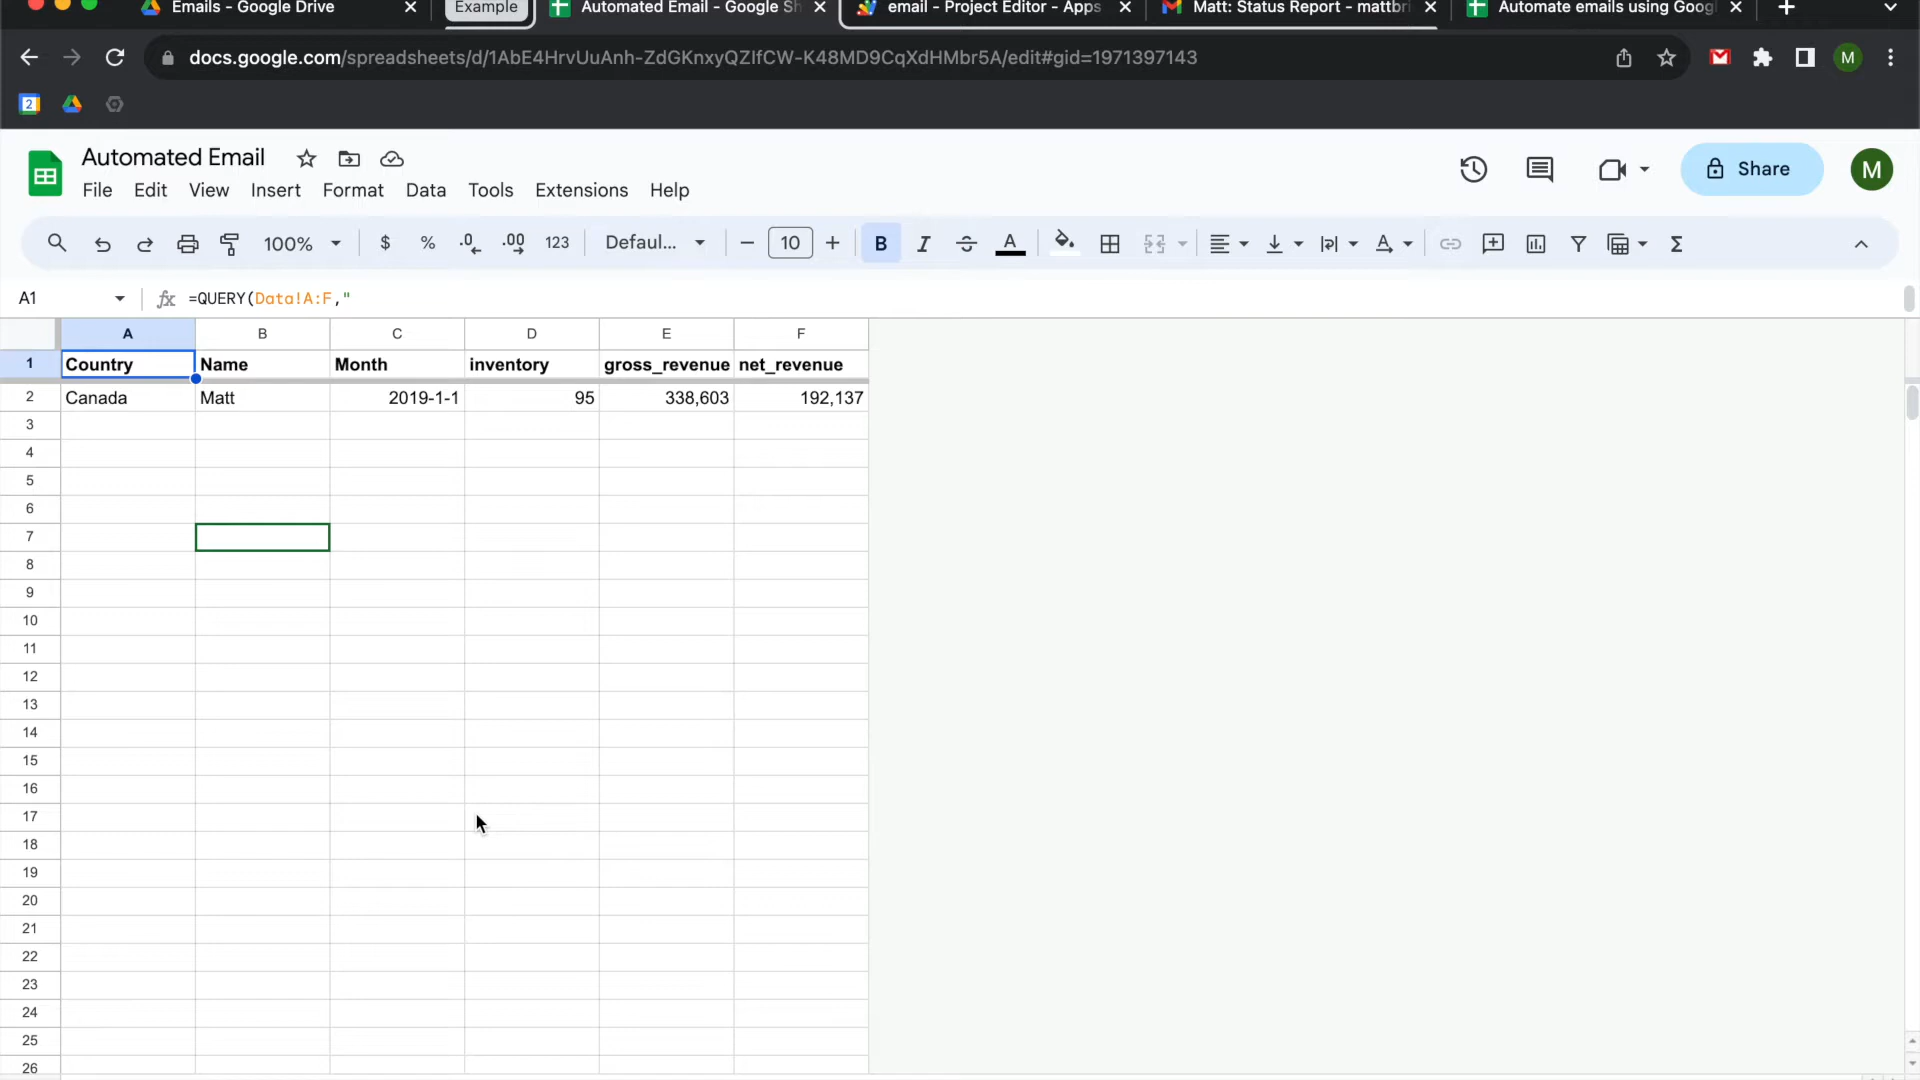 Emails - Google Drive
Example
Automated Email - Google Sh
email - Project Editor - Apps
Matt: Status Report - mattbri
Automate emails using Googl
docs.google.com/spreadsheets/d/1AbE4HrvUuAnh-ZdGKnxyQZIfCW-K48MD9CqXdHMbr5A/edit#gid=1971397143
M
2
Automated Email
File Edit View Insert Format Data Tools Extensions Help
Share
M
100% $ % .0 .00 123 Defaul... 10 B I A Σ
A1 fx =QUERY(Data!A:F,"
A B C D E F
1 Country Name Month inventory gross_revenue net_revenue
2 Canada Matt 2019-1-1 95 338,603 192,137
3
4
5
6
7
8
9
10
11
12
13
14
15
16
17
18
19
20
21
22
23
24
25
26